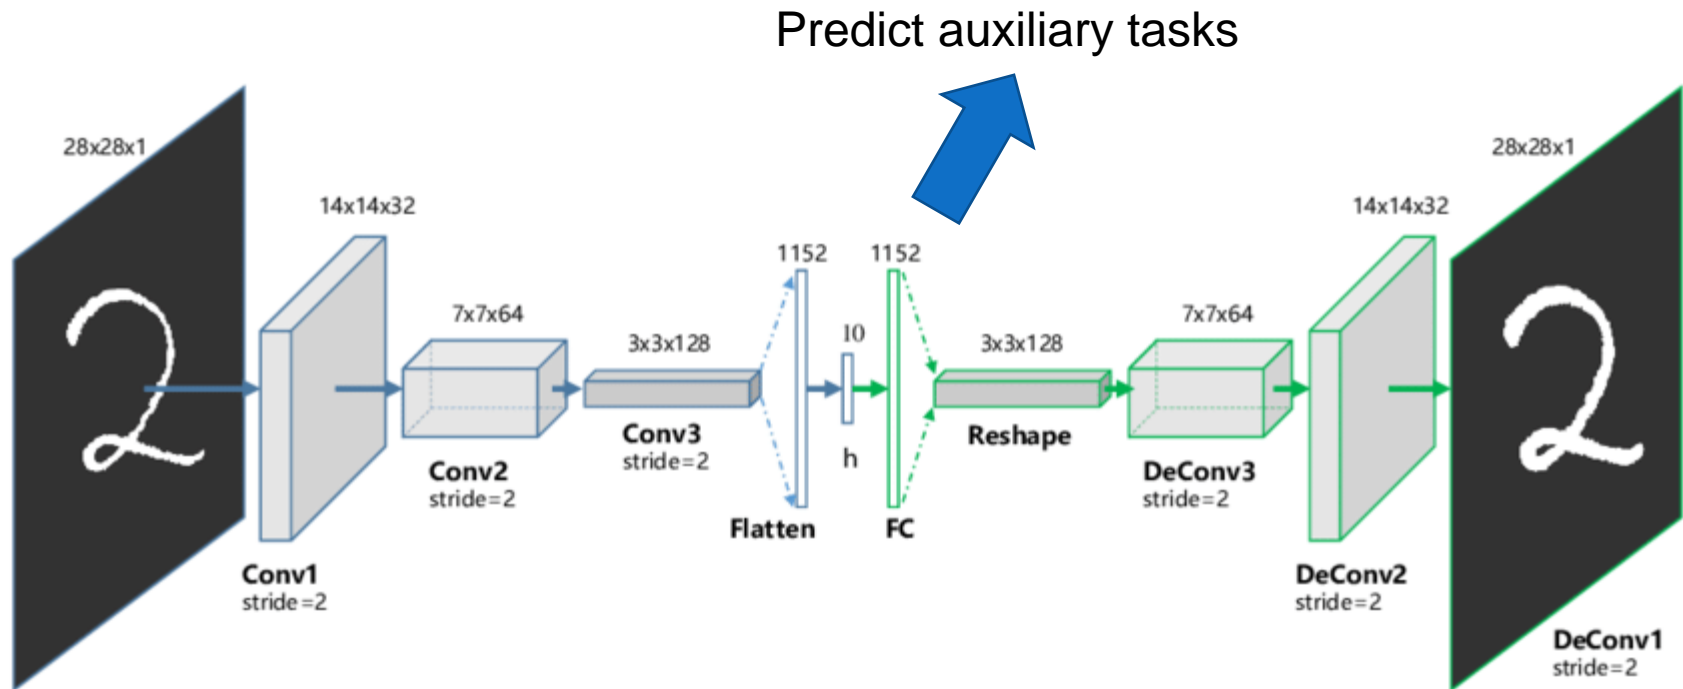 Predict auxiliary tasks
28x28x1
14x14x32
7x7x64
3x3x128
1152
10
1152
3x3x128
7x7x64
14x14x32
28x28x1
Conv1
stride=2
Conv2
stride=2
Conv3
stride=2
Flatten
h
FC
Reshape
DeConv3
stride=2
DeConv2
stride=2
DeConv1
stride=2